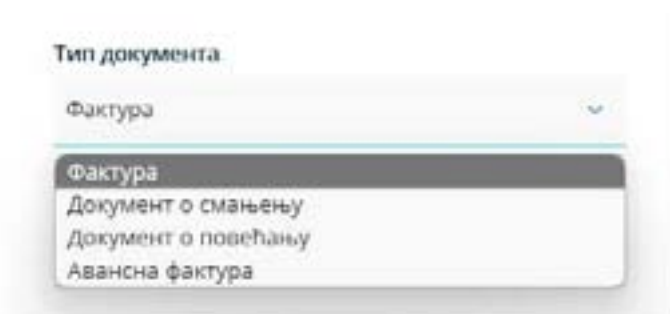 Тип документа
Фактура
Фактура
Документ о смањењу
Документ о повећању
Авансна фактура